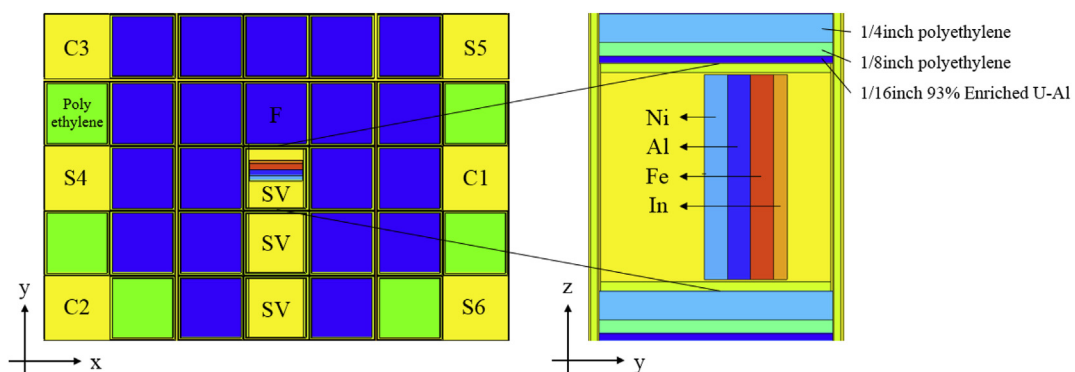 C3
S5
Poly
ethylene
F
S4
SV
C1
SV
C2
SV
S6
y
x
1/4inch polyethylene
1/8inch polyethylene
1/16inch 93% Enriched U-Al
Ni
Al
Fe
In
z
y